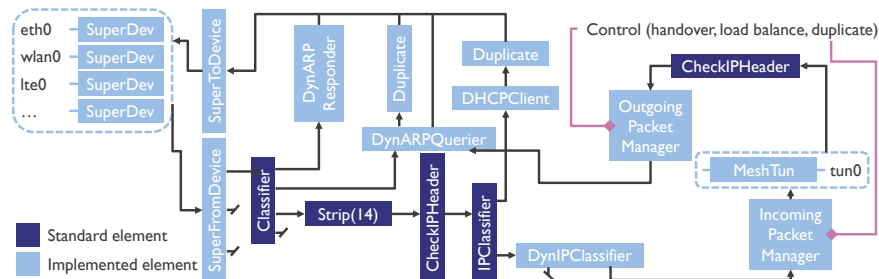 eth0
SuperDev
wlan0
SuperDev
lte0
SuperDev
...
SuperDev
SuperToDevice
DynARP
Responder
Duplicate
Duplicate
DHCPClient
DynARPQuerier
Control (handover, load balance, duplicate)
CheckIPHeader
Outgoing
Packet
Manager
MeshTun
tun0
SuperFromDevice
Classifier
Strip(14)
CheckIPHeader
IPClassifier
DynIPClassifier
Incoming
Packet
Manager
Standard element
Implemented element